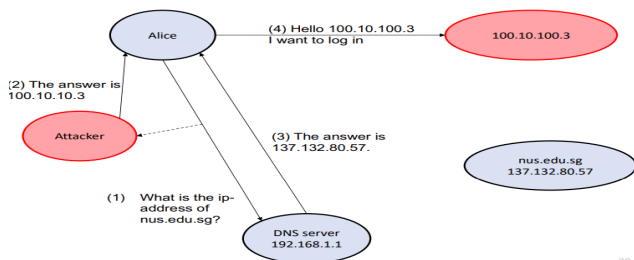 Alice
(4) Hello 100.10.100.3
I want to log in
100.10.100.3
(2) The answer is
100.10.10.3
Attacker
(3) The answer is
137.132.80.57.
nus.edu.sg
137.132.80.57
(1) What is the ip-
address of
nus.edu.sg?
DNS server
192.168.1.1